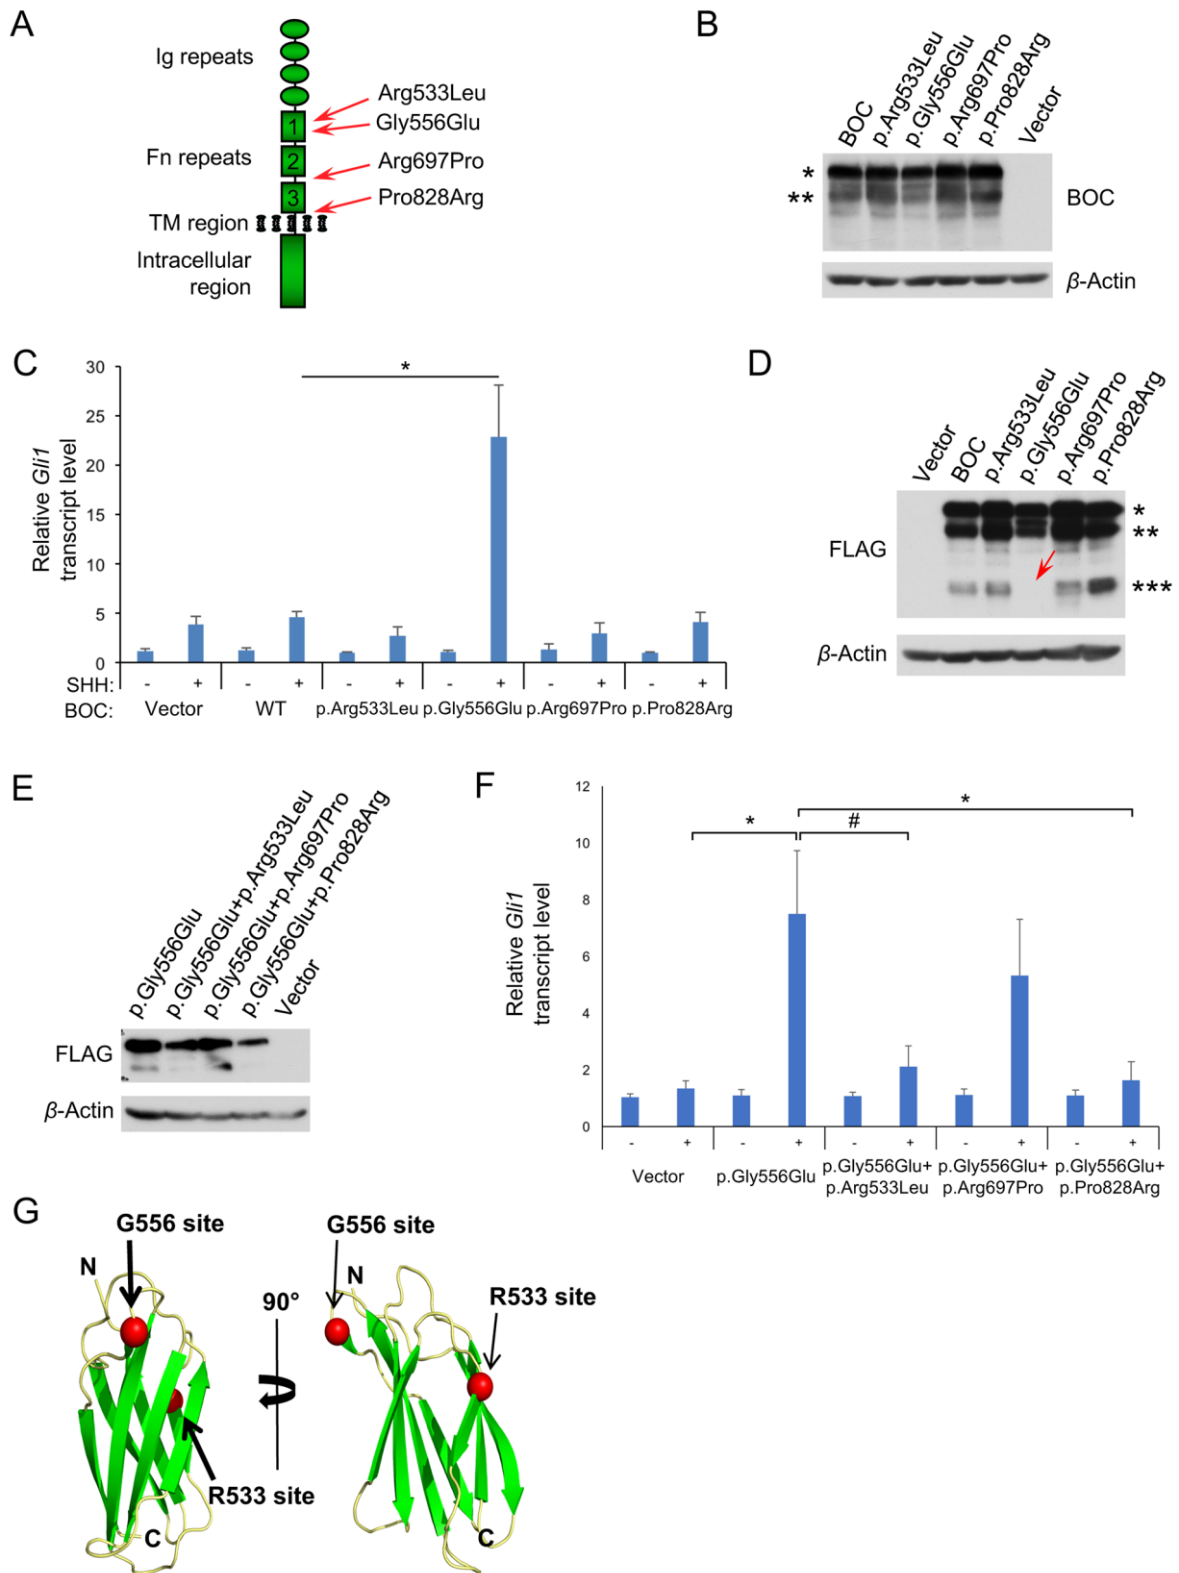 A
Ig repeats
Fn repeats
TM region
Intracellular
region
1
2
3
Arg533Leu
Gly556Glu
Arg697Pro
Pro828Arg
B
BOC
p.Arg533Leu
p.Gly556Glu
p.Arg697Pro
p.Pro828Arg
Vector
*
**
BOC
β-Actin
C
Relative Gli1
transcript level
30
25
20
15
10
5
0
*
SHH: - + - + - + - + - + - +
BOC: Vector WT p.Arg533Leu p.Gly556Glu p.Arg697Pro p.Pro828Arg
D
Vector
BOC
p.Arg533Leu
p.Gly556Glu
p.Arg697Pro
p.Pro828Arg
FLAG
*
**
***
β-Actin
E
p.Gly556Glu
p.Gly556Glu+p.Arg533Leu
p.Gly556Glu+p.Arg697Pro
p.Gly556Glu+p.Pro828Arg
Vector
FLAG
β-Actin
F
Relative Gli1
transcript level
12
10
8
6
4
2
0
*
#
*
- + - + - + - + - +
Vector
p.Gly556Glu
p.Gly556Glu+
p.Arg533Leu
p.Gly556Glu+
p.Arg697Pro
p.Gly556Glu+
p.Pro828Arg
G
G556 site
N
R533 site
C
90°
G556 site
N
R533 site
C